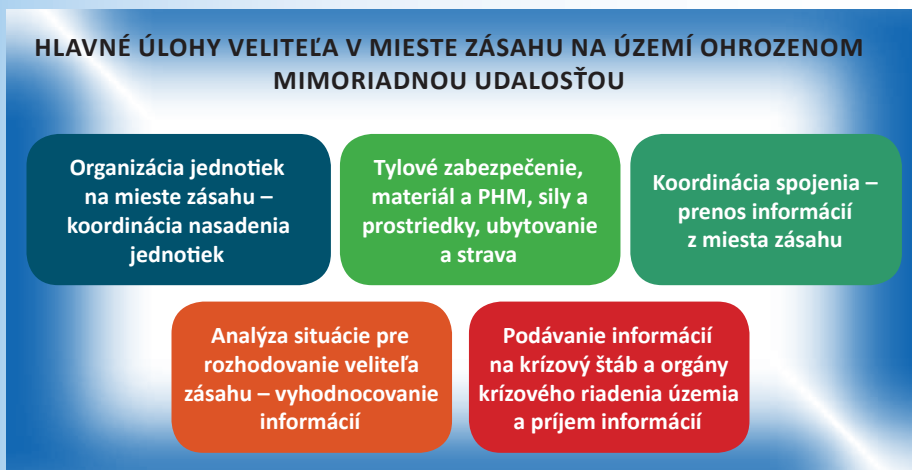 HLAVNÉ ÚLOHY VELITEĽA V MIESTE ZÁSAHU NA ÚZEMÍ OHROZENOM
MIMORIADNOU UDALOSŤOU
Organizácia jednotiek
na mieste zásahu –
koordinácia nasadenia
jednotiek
Tylové zabezpečenie,
materiál a PHM, sily a
prostriedky, ubytovanie
a strava
Koordinácia spojenia –
prenos informácií
z miesta zásahu
Analýza situácie pre
rozhodovanie veliteľa
zásahu – vyhodnocovanie
informácií
Podávanie informácií
na krízový štáb a orgány
krízového riadenia územia
a príjem informácií